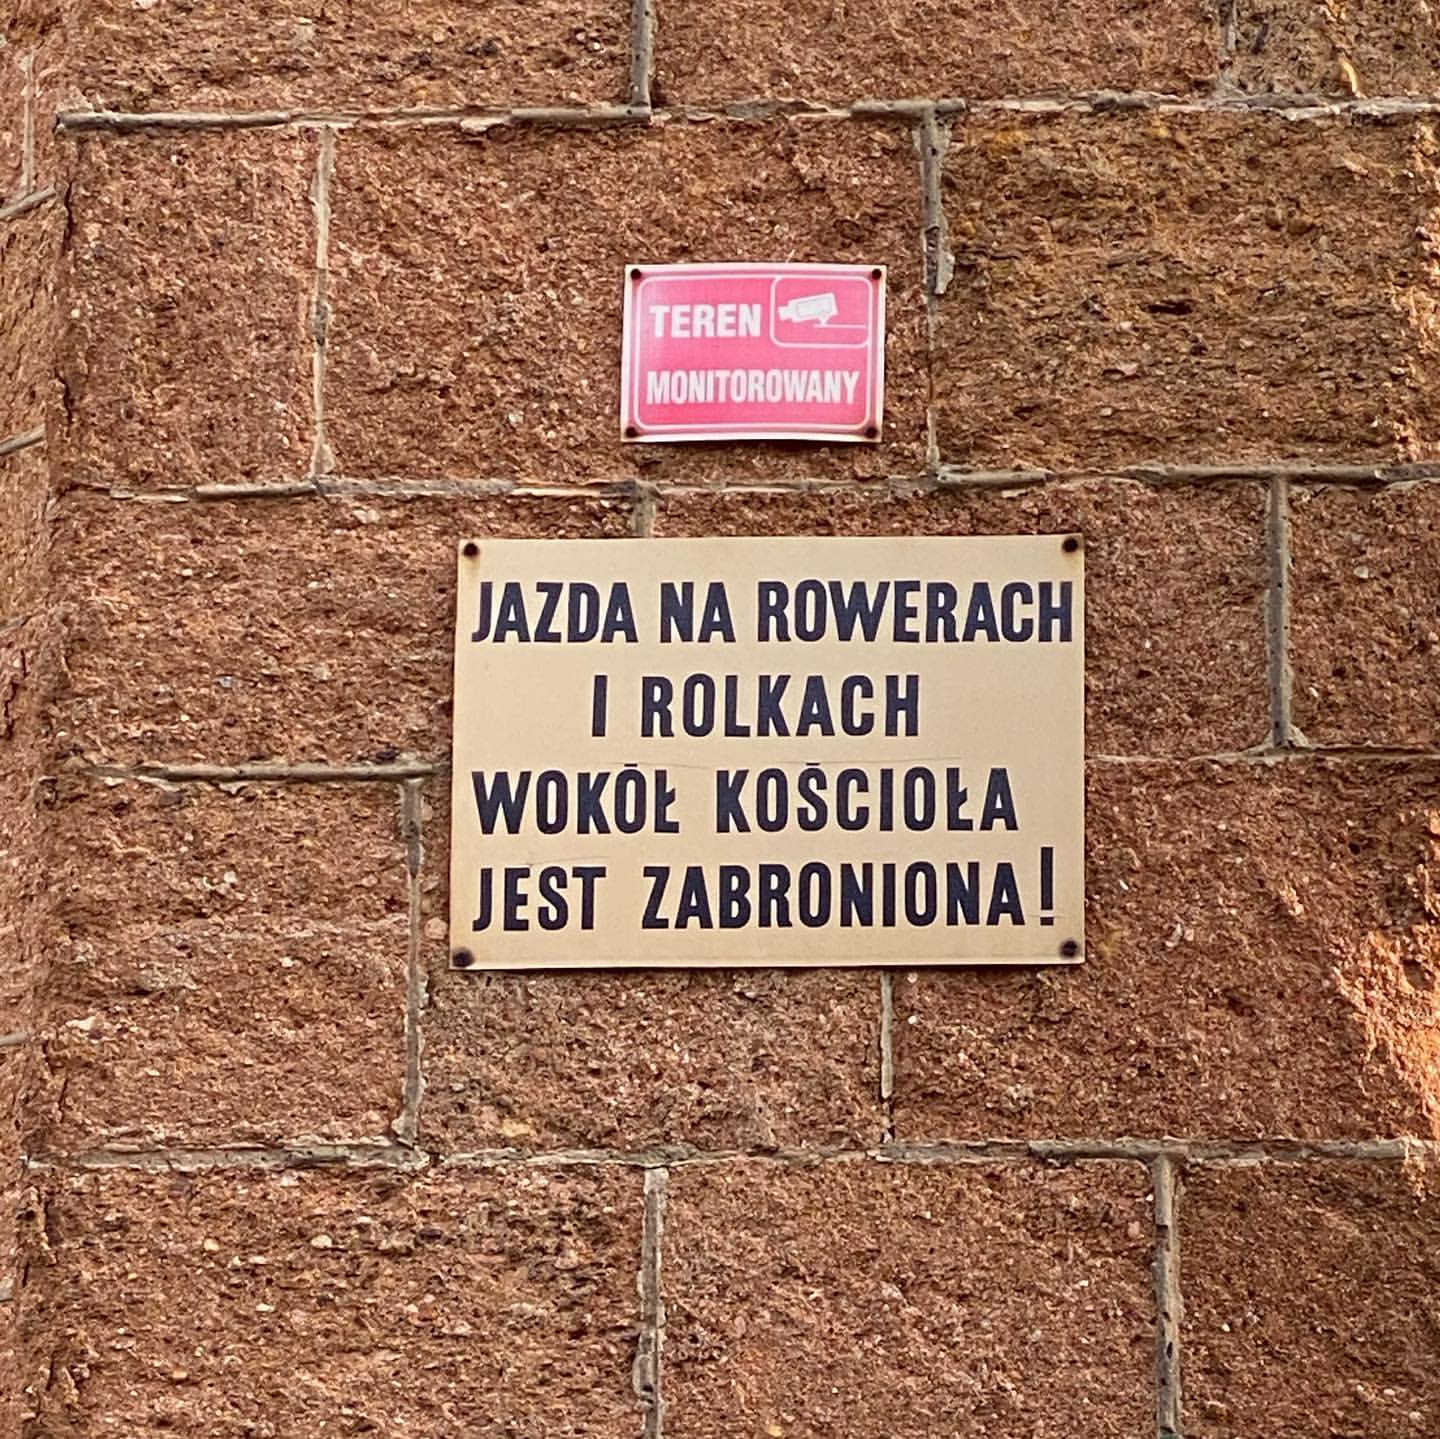 TEREN
MONITOROWANY
JAZDA NA ROWERACH
I ROLKACH
WOKÓŁ KOŚCIOŁA
JEST ZABRONIONA!